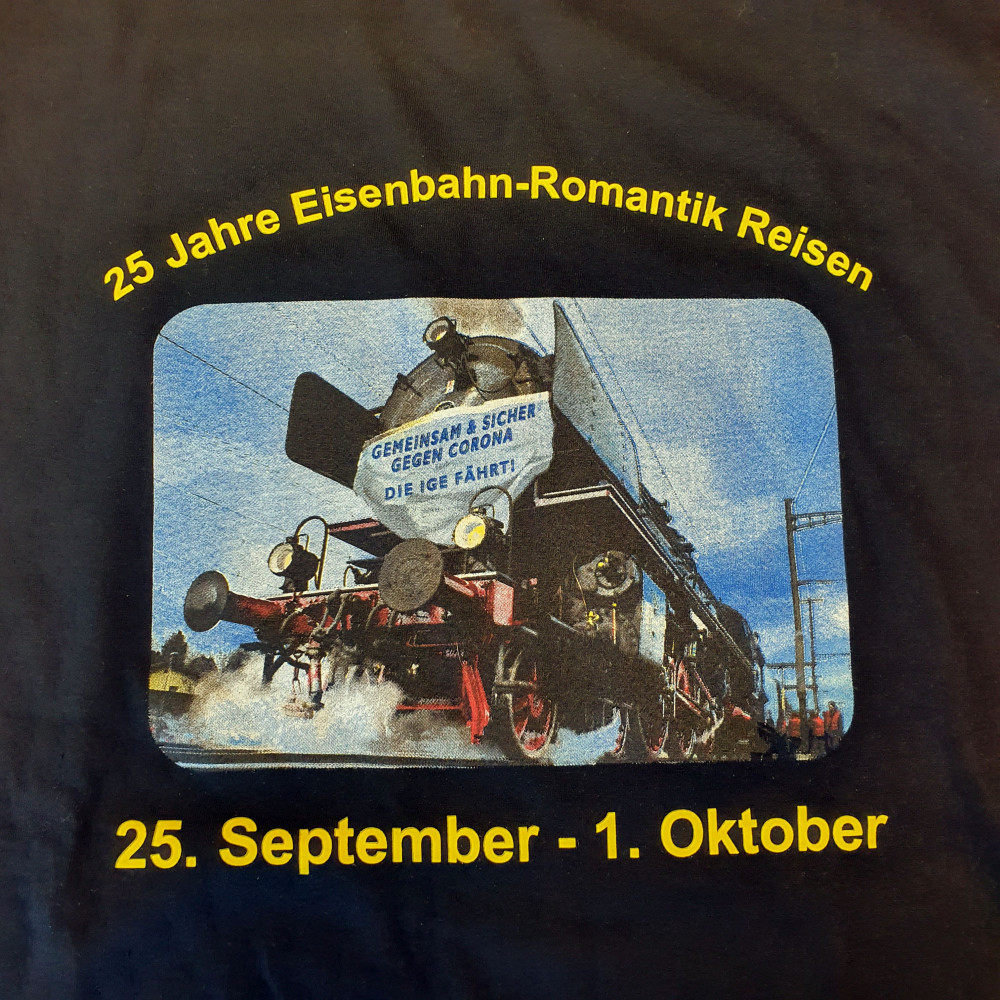 25 Jahre Eisenbahn-Romantik Reisen
GEMEINSAM & SICHER
GEGEN CORONA
DIE IGE FÄHRT!
25. September - 1. Oktober